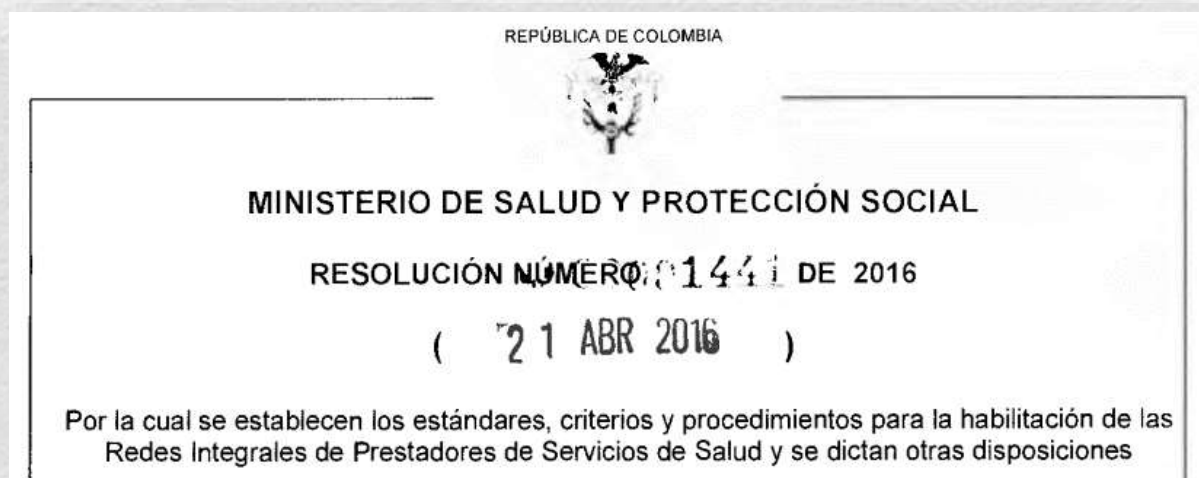 REPÚBLICA DE COLOMBIA
MINISTERIO DE SALUD Y PROTECCIÓN SOCIAL
RESOLUCIÓN NÚMERO 1441 DE 2016
( 21 ABR 2016 )
Por la cual se establecen los estándares, criterios y procedimientos para la habilitación de las
Redes Integrales de Prestadores de Servicios de Salud y se dictan otras disposiciones